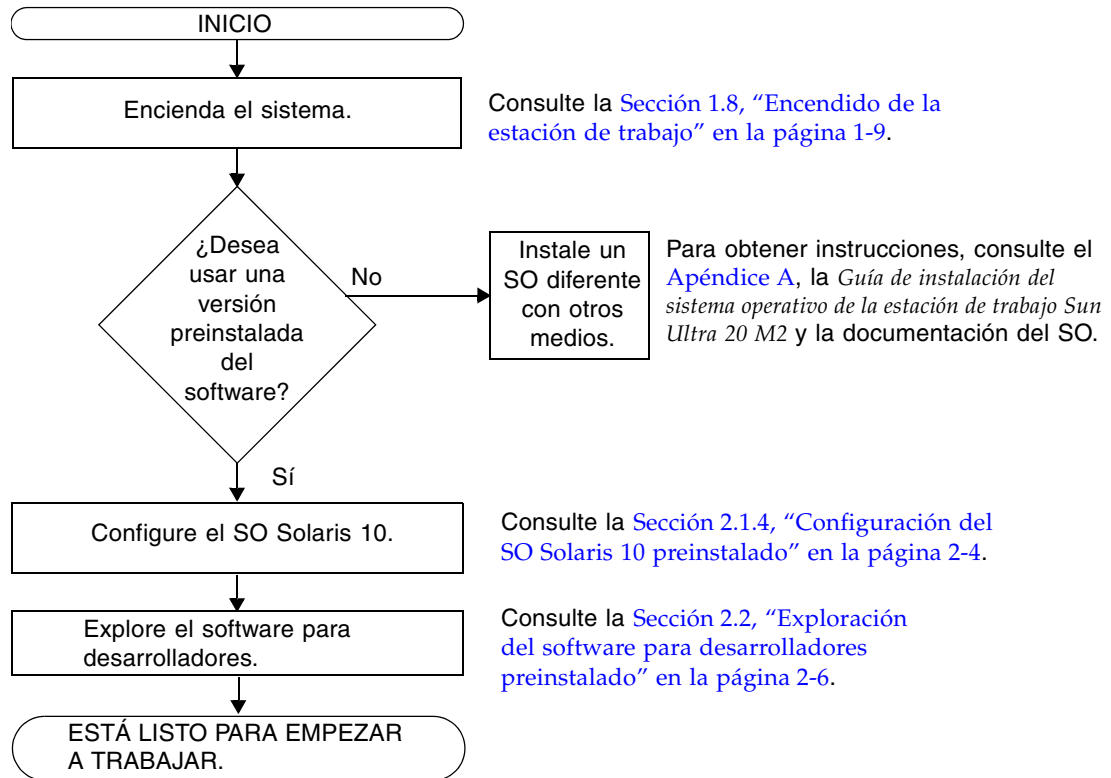 INICIO
Encienda el sistema.
Consulte la Sección 1.8, “Encendido de la
estación de trabajo” en la página 1-9.
¿Desea
usar una
versión
preinstalada
del
software?
No
Instale un
SO diferente
con otros
medios.
Para obtener instrucciones, consulte el
Apéndice A, la Guía de instalación del
sistema operativo de la estación de trabajo Sun
Ultra 20 M2 y la documentación del SO.
Sí
Configure el SO Solaris 10.
Consulte la Sección 2.1.4, “Configuración del
SO Solaris 10 preinstalado” en la página 2-4.
Explore el software para
desarrolladores.
Consulte la Sección 2.2, “Exploración
del software para desarrolladores
preinstalado” en la página 2-6.
ESTÁ LISTO PARA EMPEZAR
A TRABAJAR.